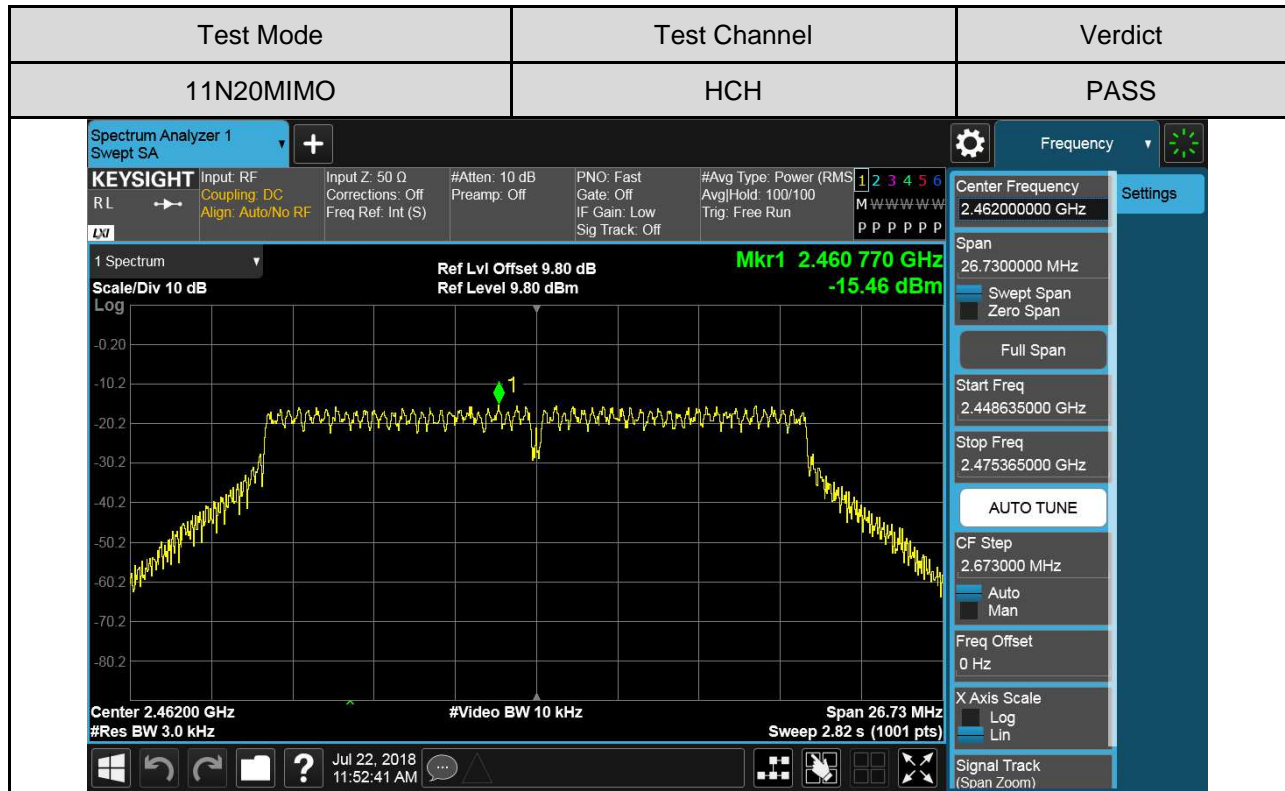 Test Mode Test Channel Verdict
11N20MIMO HCH PASS
Spectrum Analyzer 1
Swept SA
+
Frequency
KEYSIGHT
RL
LXI
Input: RF
Coupling: DC
Align: Auto/No RF
Input Z: 50 Ω
Corrections: Off
Freq Ref: Int (S)
#Atten: 10 dB
Preamp: Off
PNO: Fast
Gate: Off
IF Gain: Low
Sig Track: Off
#Avg Type: Power (RMS
Avg|Hold: 100/100
Trig: Free Run
1 2 3 4 5 6
M W W W W W
P P P P P P
1 Spectrum
Scale/Div 10 dB
Log
Ref Lvl Offset 9.80 dB
Ref Level 9.80 dBm
Mkr1 2.460 770 GHz
-15.46 dBm
-0.20
-10.2
-20.2
-30.2
-40.2
-50.2
-60.2
-70.2
-80.2
1
Center 2.46200 GHz
#Res BW 3.0 kHz
#Video BW 10 kHz
Span 26.73 MHz
Sweep 2.82 s (1001 pts)
Center Frequency
2.462000000 GHz
Settings
Span
26.7300000 MHz
Swept Span
Zero Span
Full Span
Start Freq
2.448635000 GHz
Stop Freq
2.475365000 GHz
AUTO TUNE
CF Step
2.673000 MHz
Auto
Man
Freq Offset
0 Hz
X Axis Scale
Log
Lin
Signal Track
(Span Zoom)
?
Jul 22, 2018
11:52:41 AM